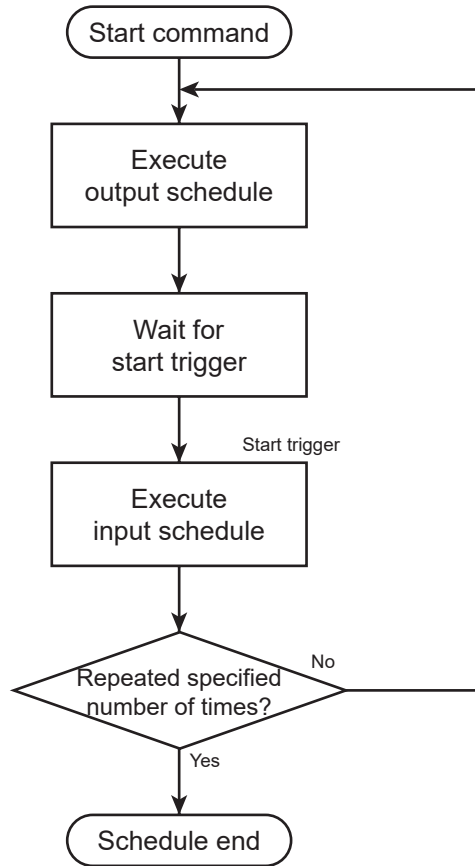 Start command
Execute
output schedule
Wait for
start trigger
Start trigger
Execute
input schedule
No
Repeated specified
number of times?
Yes
Schedule end